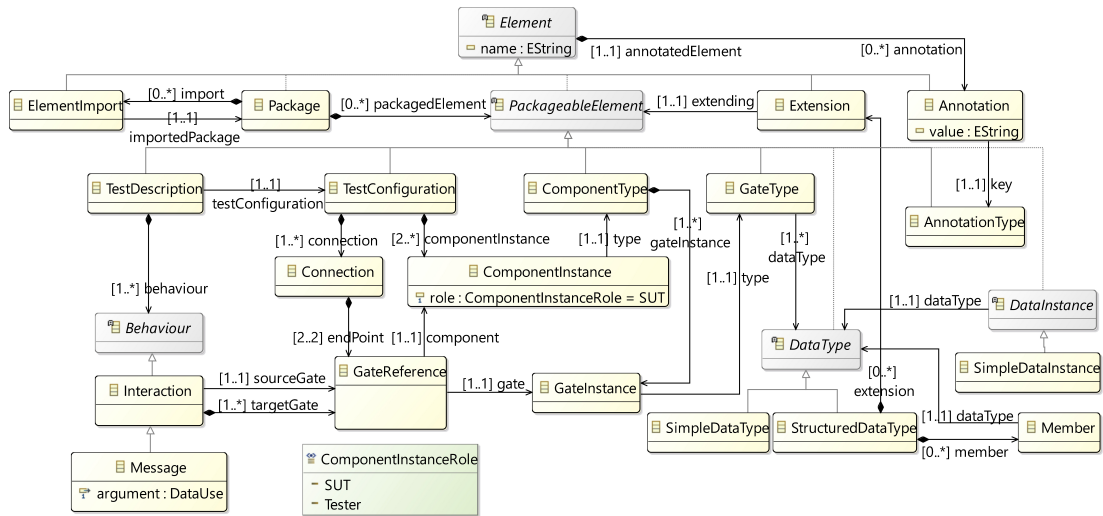 Element
name : EString
[1..1] annotatedElement
[0..*] annotation
ElementImport
[0..*] import
[1..1]
importedPackage
Package
[0..*] packagedElement
PackageableElement
[1..1] extending
Extension
Annotation
value : EString
TestDescription
[1..1]
testConfiguration
TestConfiguration
ComponentType
GateType
[1..1] key
AnnotationType
[1..*] connection
[2..*] componentInstance
[1..1] type
[1..*]
gateInstance
[1..*]
dataType
Connection
ComponentInstance
role : ComponentInstanceRole = SUT
[1..1] type
[1..*] behaviour
[1..1] dataType
DataInstance
Behaviour
[2..2] endPoint
[1..1] component
DataType
SimpleDataInstance
Interaction
[1..1] sourceGate
[1..*] targetGate
GateReference
[1..1] gate
GateInstance
[0..*]
extension
[1..1] dataType
SimpleDataType
StructuredDataType
[0..*] member
Member
Message
argument : DataUse
ComponentInstanceRole
SUT
Tester